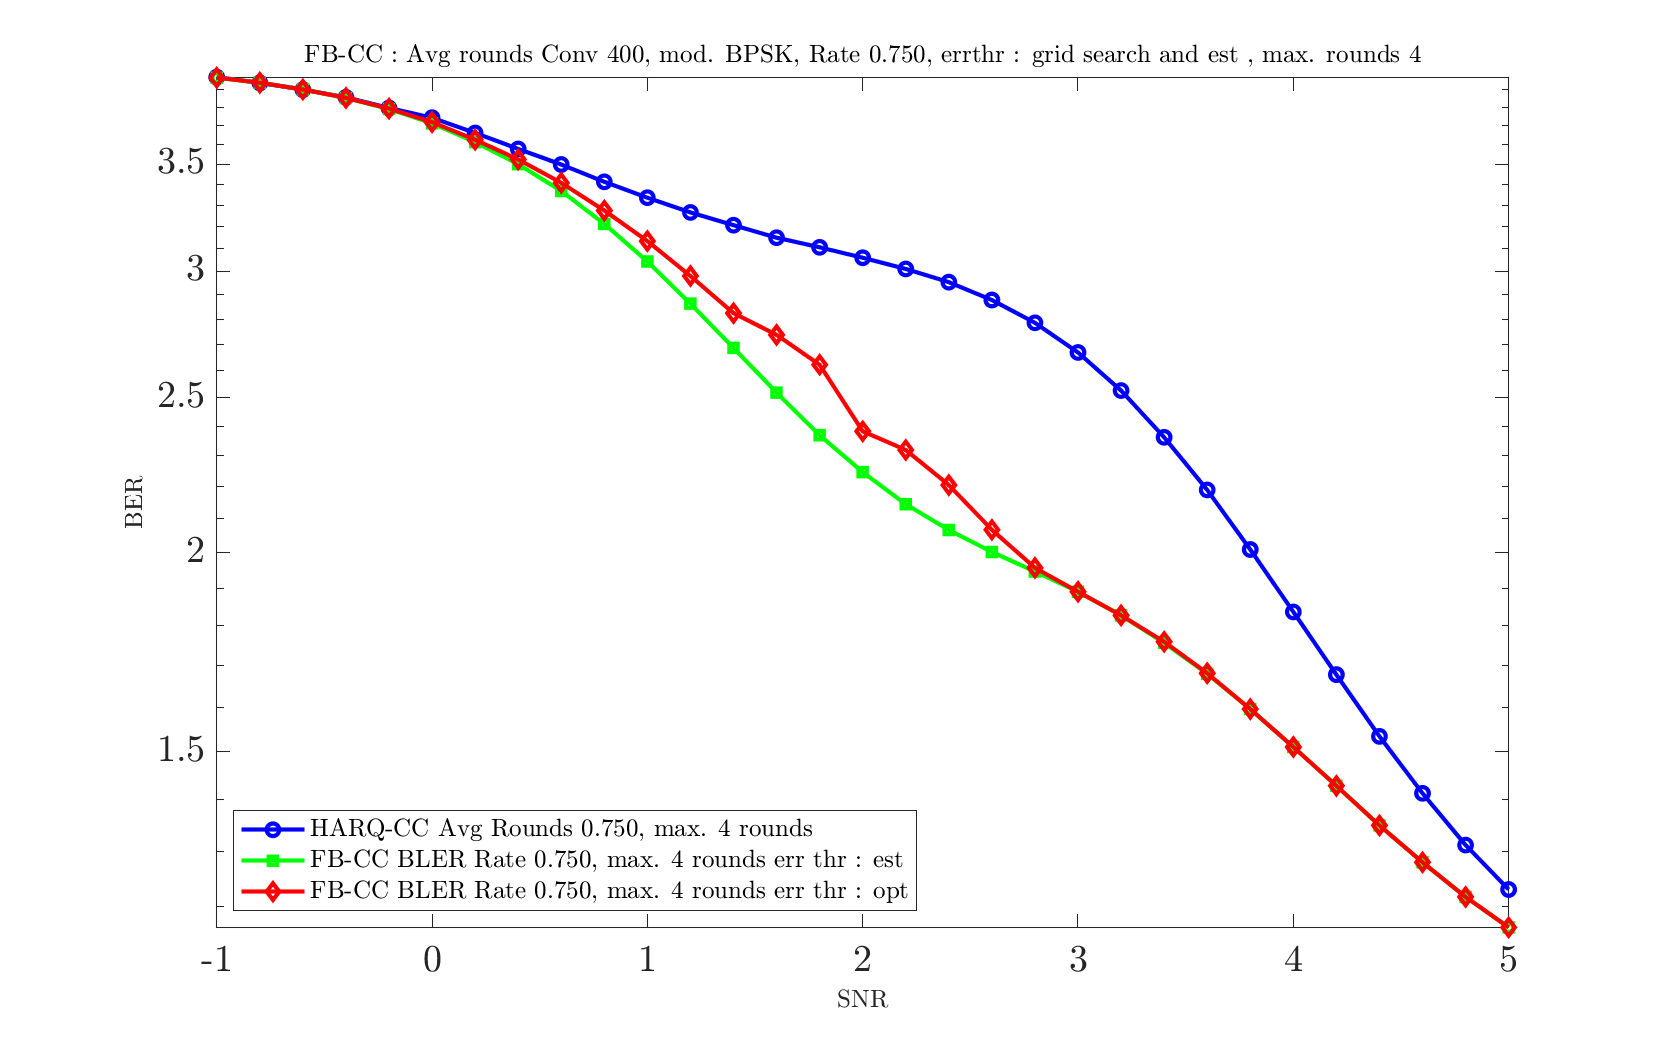 FB-CC : Avg rounds Conv 400, mod. BPSK, Rate 0.750, errthr : grid search and est , max. rounds 4
3.5
3
2.5
2
1.5
BER
HARQ-CC Avg Rounds 0.750, max. 4 rounds
FB-CC BLER Rate 0.750, max. 4 rounds err thr : est
FB-CC BLER Rate 0.750, max. 4 rounds err thr : opt
-1 0 1 2 3 4 5
SNR